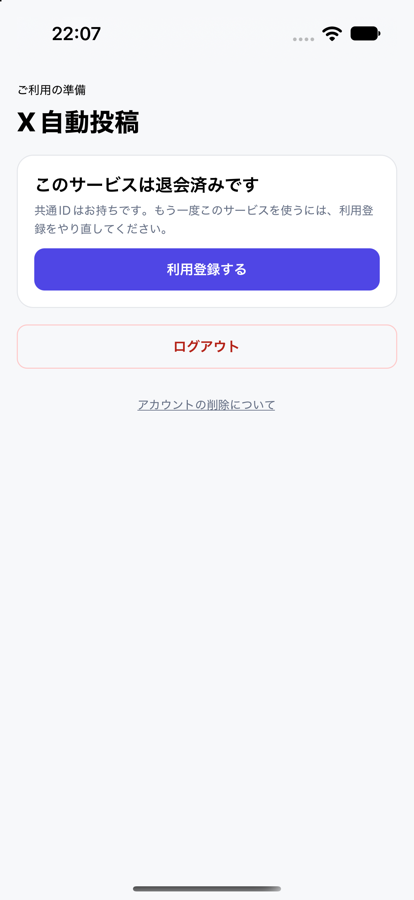 22:07
ご利用の準備
X 自動投稿
このサービスは退会済みです
共通IDはお持ちです。もう一度このサービスを使うには、利用登
録をやり直してください。
利用登録する
ログアウト
アカウントの削除について